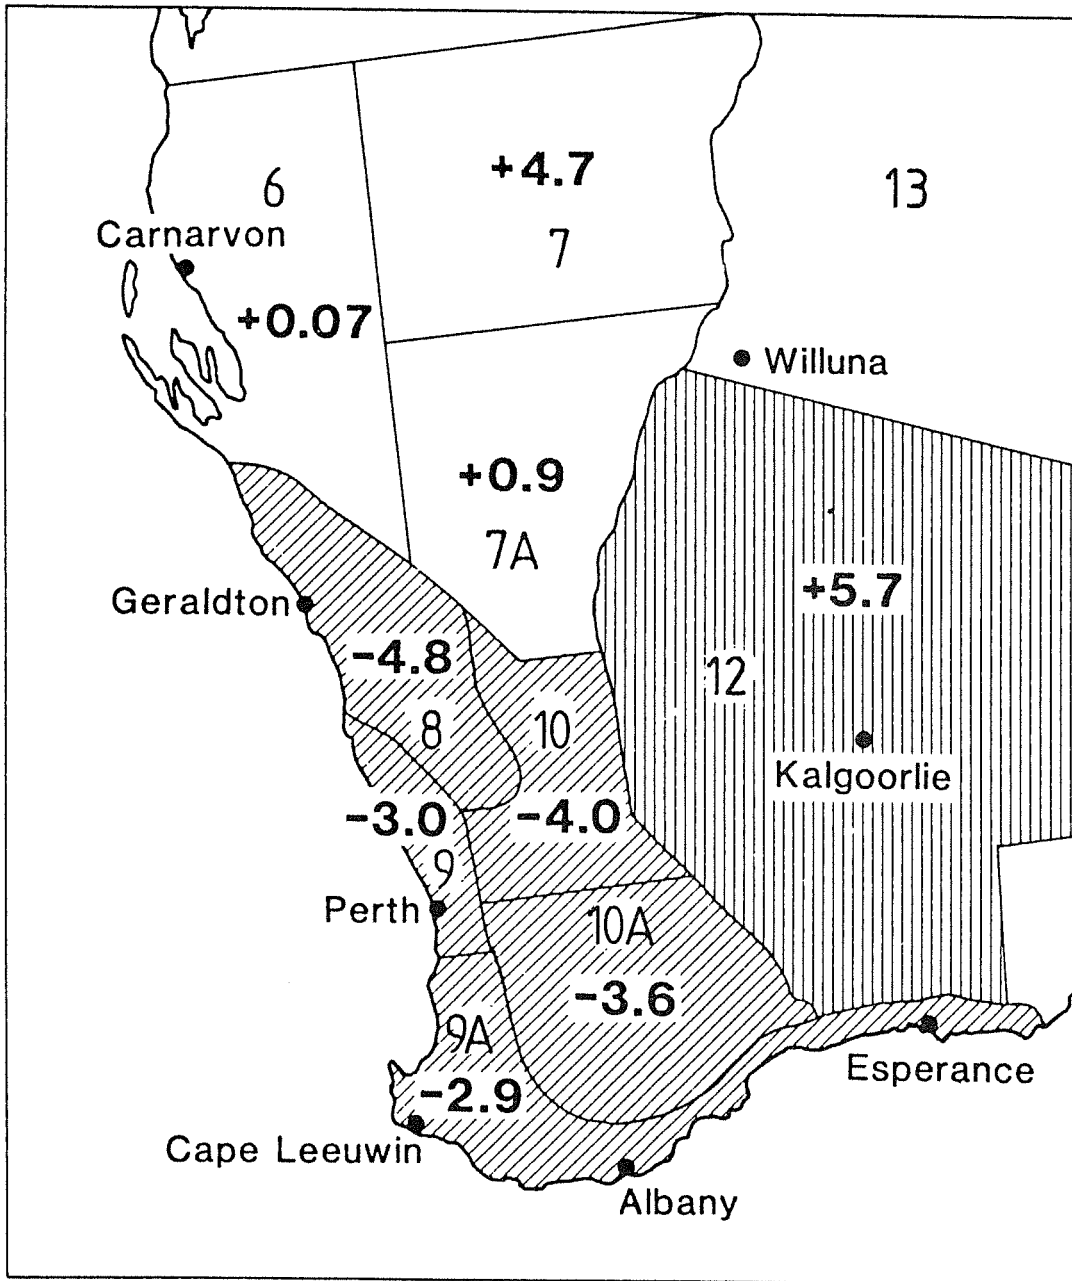 +4.7
6
13
Carnarvon
7
+0.07
Willuna
+0.9
7A
+5.7
Geraldton
-4.8
12
8
10
Kalgoorlie
-3.0
-4.0
9
Perth
10A
-3.6
9A
Esperance
-2.9
Cape Leeuwin
Albany